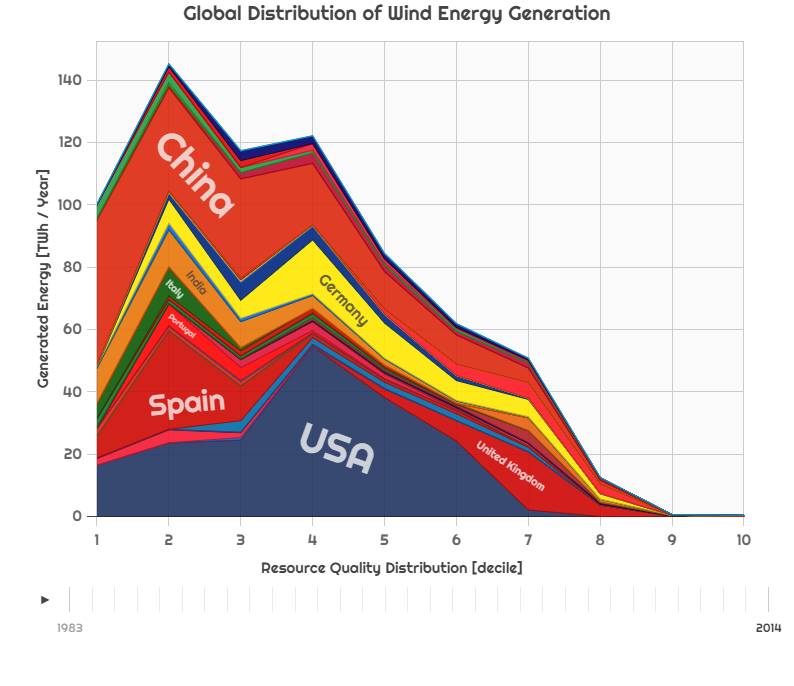 Global Distribution of Wind Energy Generation
Generated Energy [TWh / Year]
140
120
100
80
60
40
20
0
China
India
Italy
Germany
Portugal
Spain
USA
United Kingdom
1 2 3 4 5 6 7 8 9 10
Resource Quality Distribution [decile]
1983
2014